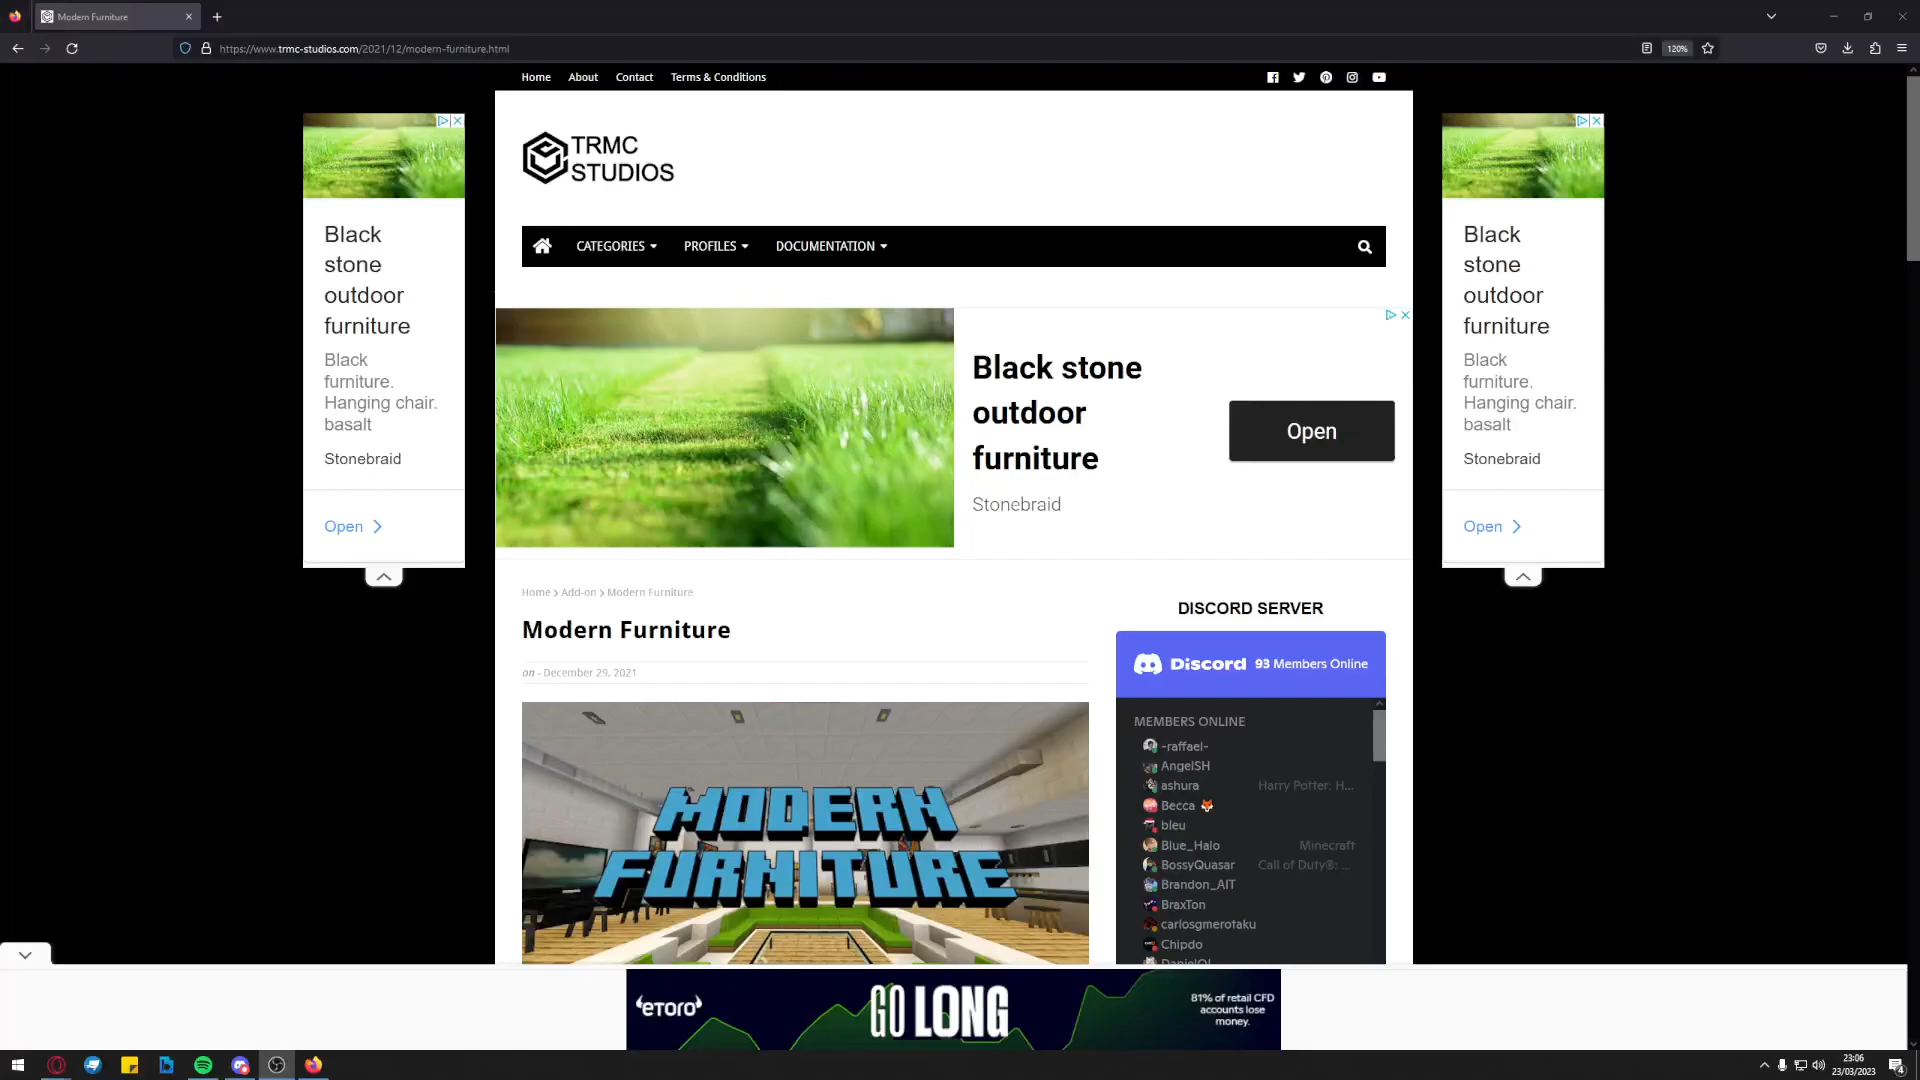 Modern Furniture
https://www.trmc-studios.com/2021/12/modern-furniture.html
120%
Home About Contact Terms & Conditions
TRMC
STUDIOS
CATEGORIES PROFILES DOCUMENTATION
Black
stone
outdoor
furniture
Black
furniture.
Hanging chair.
basalt
Stonebraid
Open
Black stone
outdoor
furniture
Stonebraid
Open
Black
stone
outdoor
furniture
Black
furniture.
Hanging chair.
basalt
Stonebraid
Open
Home > Add-on > Modern Furniture
Modern Furniture
on - December 29, 2021
MODERN
FURNITURE
DISCORD SERVER
Discord 93 Members Online
MEMBERS ONLINE
-raffael-
AngelSH
ashura Harry Potter: H...
Becca
bleu
Blue_Halo Minecraft
BossyQuasar Call of Duty®: ...
Brandon_AIT
BraxTon
carlosgmerotaku
Chipdo
eToro
GO LONG
81% of retail CFD
accounts lose
money.
23:06
23/03/2023
4